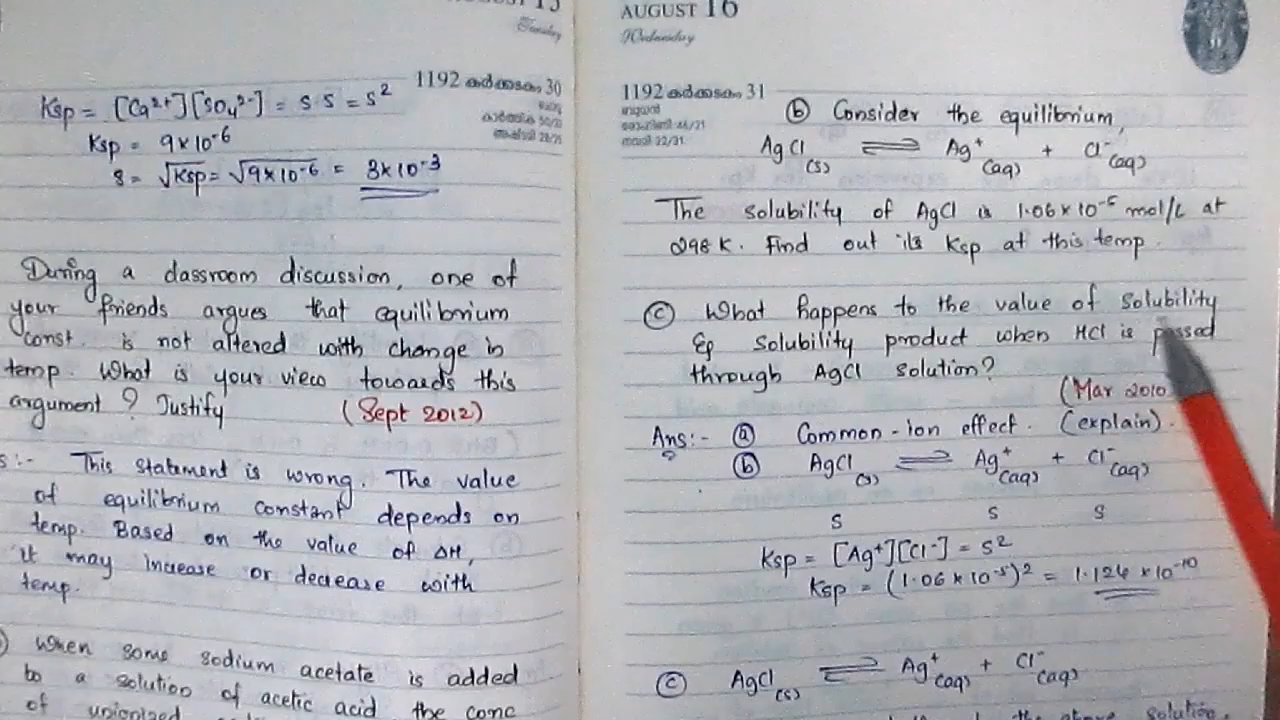 Tuesday
1192 കർക്കടകം 30
Ksp = [Ca²⁺][SO₄²⁻] = s s = s²
Ksp = 9×10⁻⁶
s = √Ksp = √9×10⁻⁶ = 3×10⁻³
During a classroom discussion, one of
your friends argues that equilibrium
const. is not altered with change in
temp. What is your view towards this
argument? Justify (Sept 2012)
s:- This statement is wrong. The value
of equilibrium constant depends on
temp. Based on the value of ΔH,
it may increase or decrease with
temp.
) When some sodium acetate is added
to a solution of acetic acid the conc
of unionized
AUGUST 16
Wednesday
1192 കർക്കടകം 31
(b) Consider the equilibrium,
AgCl(s) ⇌ Ag⁺(aq) + Cl⁻(aq)
The solubility of AgCl is 1.06×10⁻⁵ mol/L at
298 K. Find out its Ksp at this temp.
(c) What happens to the value of solubility
& solubility product when HCl is passed
through AgCl solution?
(Mar 2010
Ans:- (a) Common-ion effect. (explain).
(b) AgCl(s) ⇌ Ag⁺(aq) + Cl⁻(aq)
s s s
Ksp = [Ag⁺][Cl⁻] = s²
Ksp = (1.06×10⁻⁵)² = 1.124×10⁻¹⁰
(c) AgCl(s) ⇌ Ag⁺(aq) + Cl⁻(aq)
the above solution,